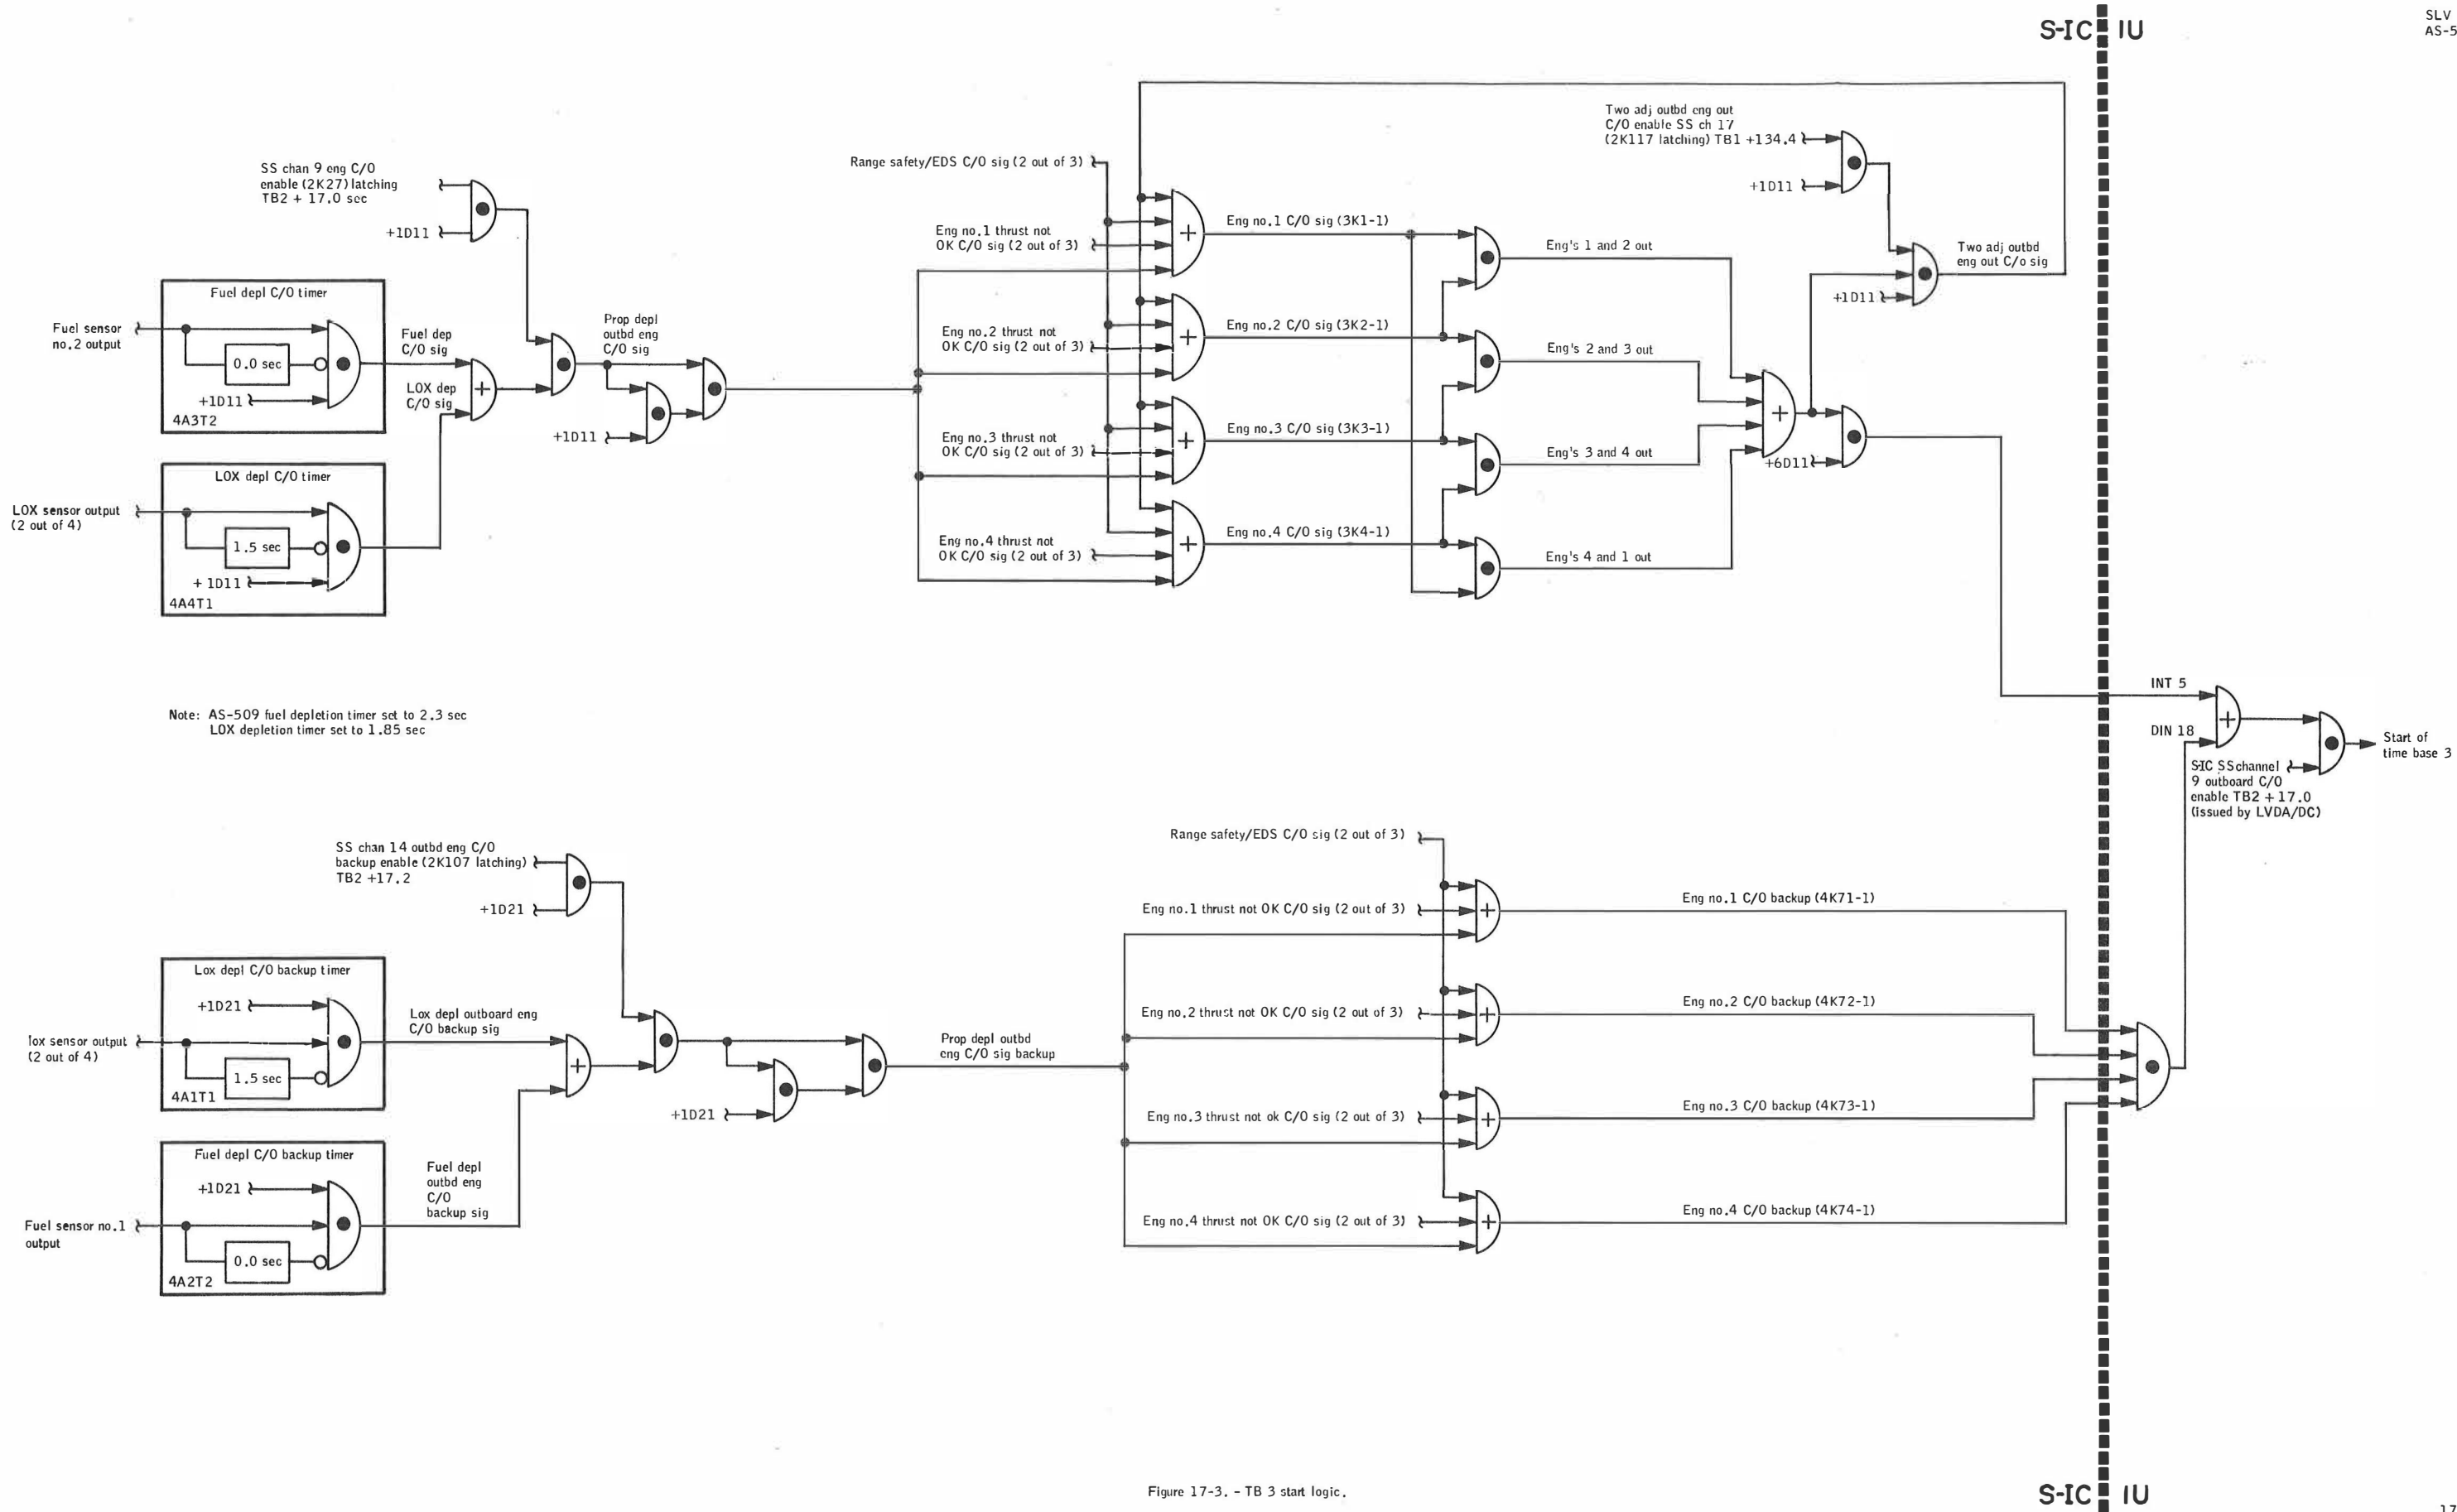 S-IC IU
SLV
AS-5
Two adj outbd eng out
C/O enable SS ch 17
(2K117 latching) TB1 +134.4
+1D11
Range safety/EDS C/O sig (2 out of 3)
SS chan 9 eng C/O
enable (2K27) latching
TB2 + 17.0 sec
+1D11
Eng no.1 thrust not
OK C/O sig (2 out of 3)
Eng no.1 C/O sig (3K1-1)
Eng's 1 and 2 out
Two adj outbd
eng out C/o sig
+1D11
Fuel depl C/O timer
Fuel sensor
no.2 output
0.0 sec
+1D11
4A3T2
Fuel dep
C/O sig
LOX dep
C/O sig
Prop depl
outbd eng
C/O sig
+1D11
Eng no.2 thrust not
OK C/O sig (2 out of 3)
Eng no.2 C/O sig (3K2-1)
Eng's 2 and 3 out
Eng no.3 thrust not
OK C/O sig (2 out of 3)
Eng no.3 C/O sig (3K3-1)
Eng's 3 and 4 out
+6D11
LOX depl C/O timer
LOX sensor output
(2 out of 4)
1.5 sec
+ 1D11
4A4T1
Eng no.4 thrust not
OK C/O sig (2 out of 3)
Eng no.4 C/O sig (3K4-1)
Eng's 4 and 1 out
Note: AS-509 fuel depletion timer set to 2.3 sec
LOX depletion timer set to 1.85 sec
INT 5
DIN 18
Start of
time base 3
S-IC SS channel
9 outboard C/O
enable TB2 + 17.0
(issued by LVDA/DC)
Range safety/EDS C/O sig (2 out of 3)
SS chan 14 outbd eng C/O
backup enable (2K107 latching)
TB2 +17.2
+1D21
Eng no.1 thrust not OK C/O sig (2 out of 3)
Eng no.1 C/O backup (4K71-1)
Lox depl C/O backup timer
+1D21
lox sensor output
(2 out of 4)
1.5 sec
4A1T1
Lox depl outboard eng
C/O backup sig
+1D21
Prop depl outbd
eng C/O sig backup
Eng no.2 thrust not OK C/O sig (2 out of 3)
Eng no.2 C/O backup (4K72-1)
Eng no.3 thrust not ok C/O sig (2 out of 3)
Eng no.3 C/O backup (4K73-1)
Fuel depl C/O backup timer
+1D21
Fuel sensor no.1
output
0.0 sec
4A2T2
Fuel depl
outbd eng
C/O
backup sig
Eng no.4 thrust not OK C/O sig (2 out of 3)
Eng no.4 C/O backup (4K74-1)
Figure 17-3. - TB 3 start logic.
S-IC IU